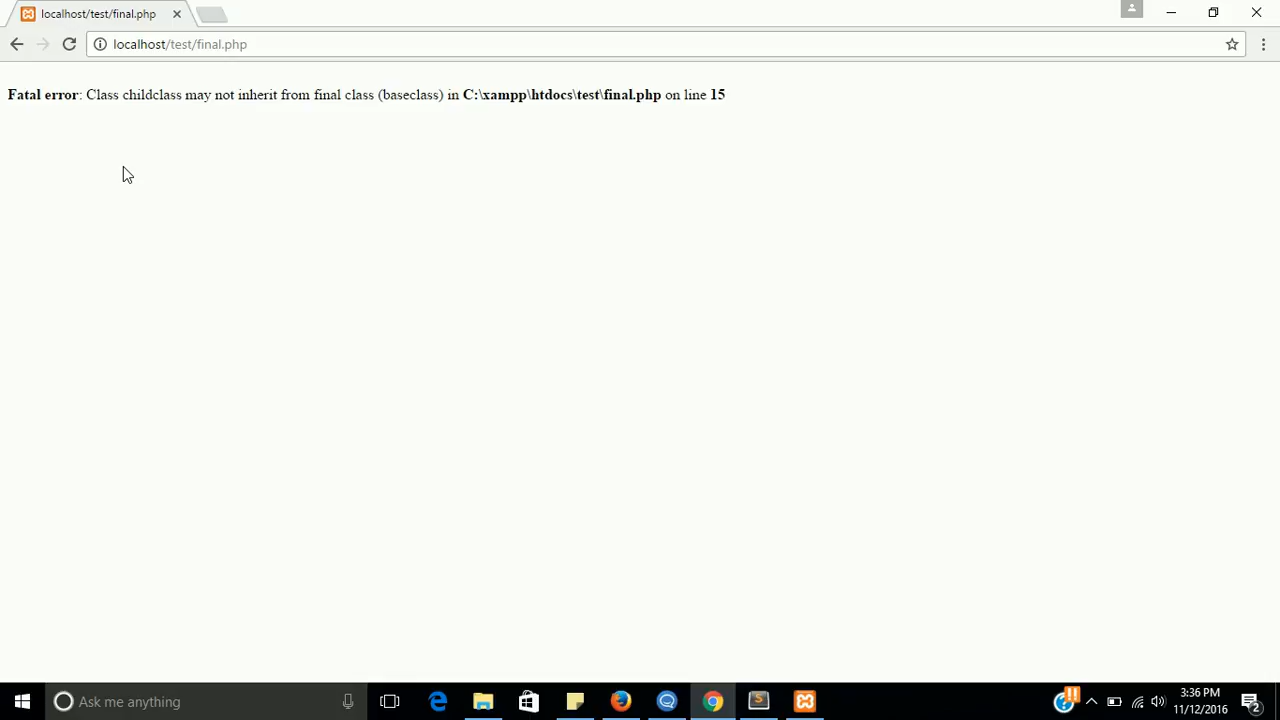 localhost/test/final.php
localhost/test/final.php
Fatal error: Class childclass may not inherit from final class (baseclass) in C:\xampp\htdocs\test\final.php on line 15
Ask me anything
3:36 PM
11/12/2016
2